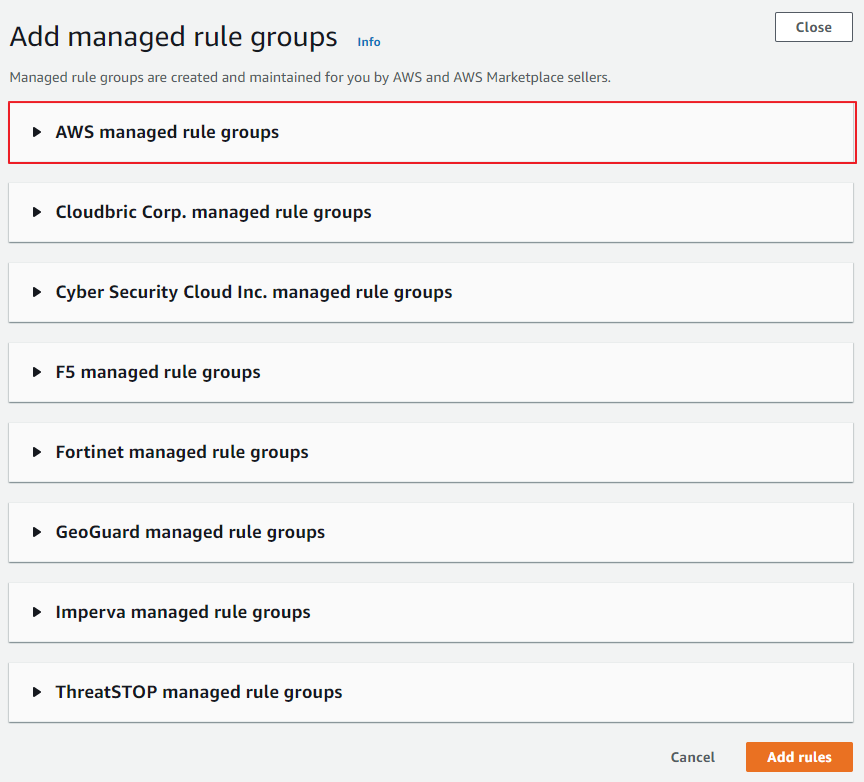 Add managed rule groups Info
Close
Managed rule groups are created and maintained for you by AWS and AWS Marketplace sellers.
AWS managed rule groups
Cloudbric Corp. managed rule groups
Cyber Security Cloud Inc. managed rule groups
F5 managed rule groups
Fortinet managed rule groups
GeoGuard managed rule groups
Imperva managed rule groups
ThreatSTOP managed rule groups
Cancel
Add rules